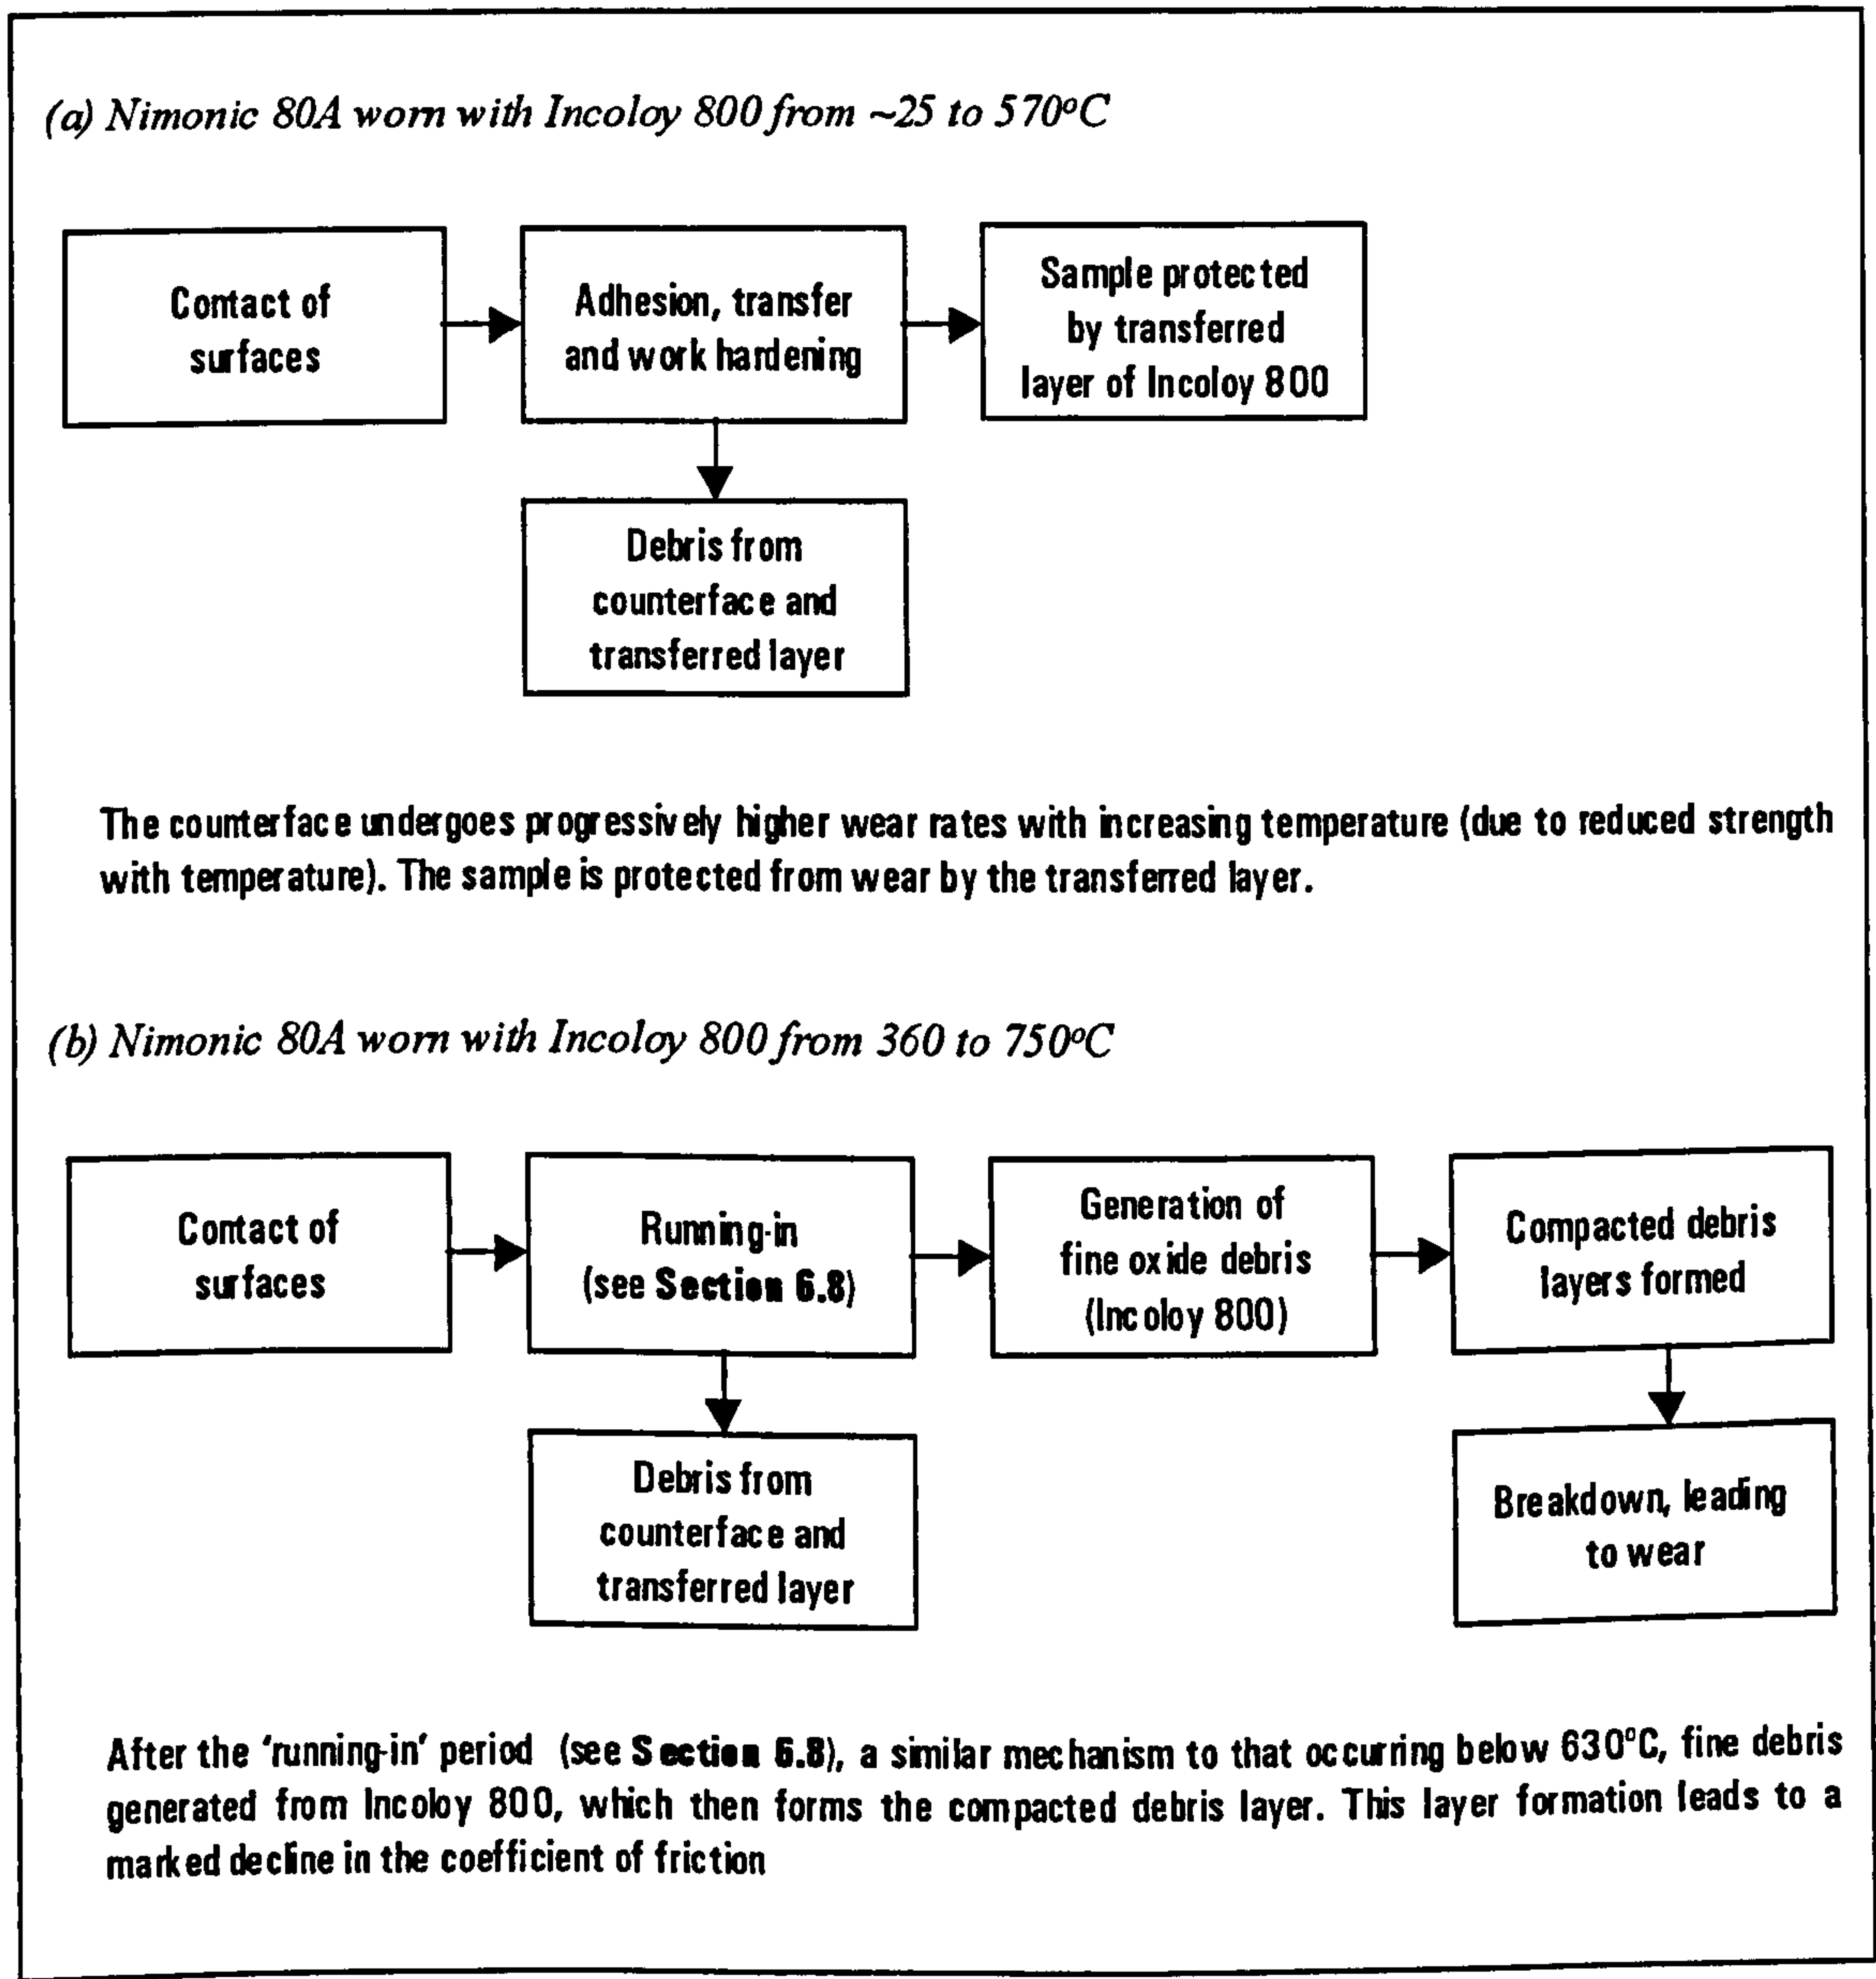 (a) Nimonic 80A worn with Incoloy 800 from ~25 to 570°C
Contact of
surfaces
Adhesion, transfer
and work hardening
Sample protected
by transferred
layer of Incoloy 800
Debris from
counterface and
transferred layer
The counterface undergoes progressively higher wear rates with increasing temperature (due to reduced strength
with temperature). The sample is protected from wear by the transferred layer.
(b) Nimonic 80A worn with Incoloy 800 from 360 to 750°C
Contact of
surfaces
Running-in
(see Section 6.8)
Generation of
fine oxide debris
(Incoloy 800)
Compacted debris
layers formed
Debris from
counterface and
transferred layer
Breakdown, leading
to wear
After the 'running-in' period (see Section 6.8), a similar mechanism to that occurring below 630°C, fine debris
generated from Incoloy 800, which then forms the compacted debris layer. This layer formation leads to a
marked decline in the coefficient of friction